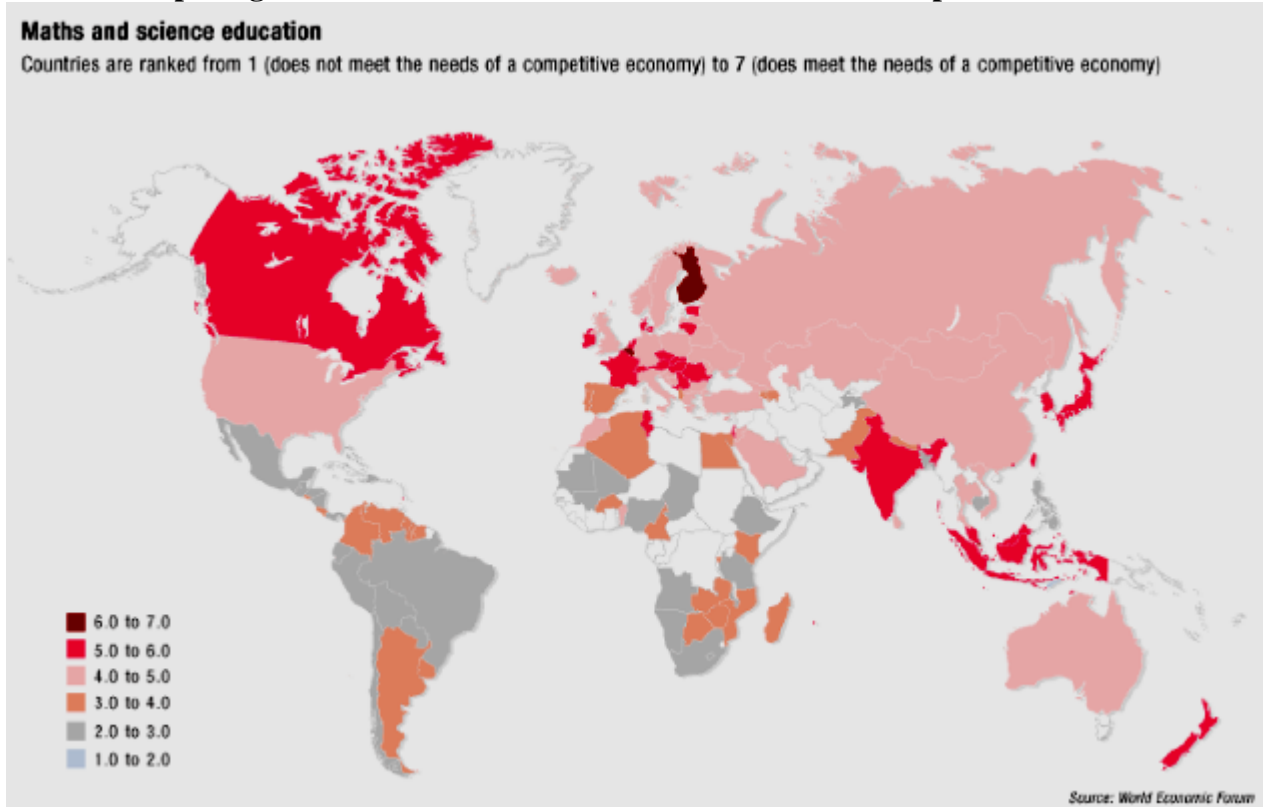 Maths and science education
Countries are ranked from 1 (does not meet the needs of a competitive economy) to 7 (does meet the needs of a competitive economy)
6.0 to 7.0
5.0 to 6.0
4.0 to 5.0
3.0 to 4.0
2.0 to 3.0
1.0 to 2.0
Source: World Economic Forum